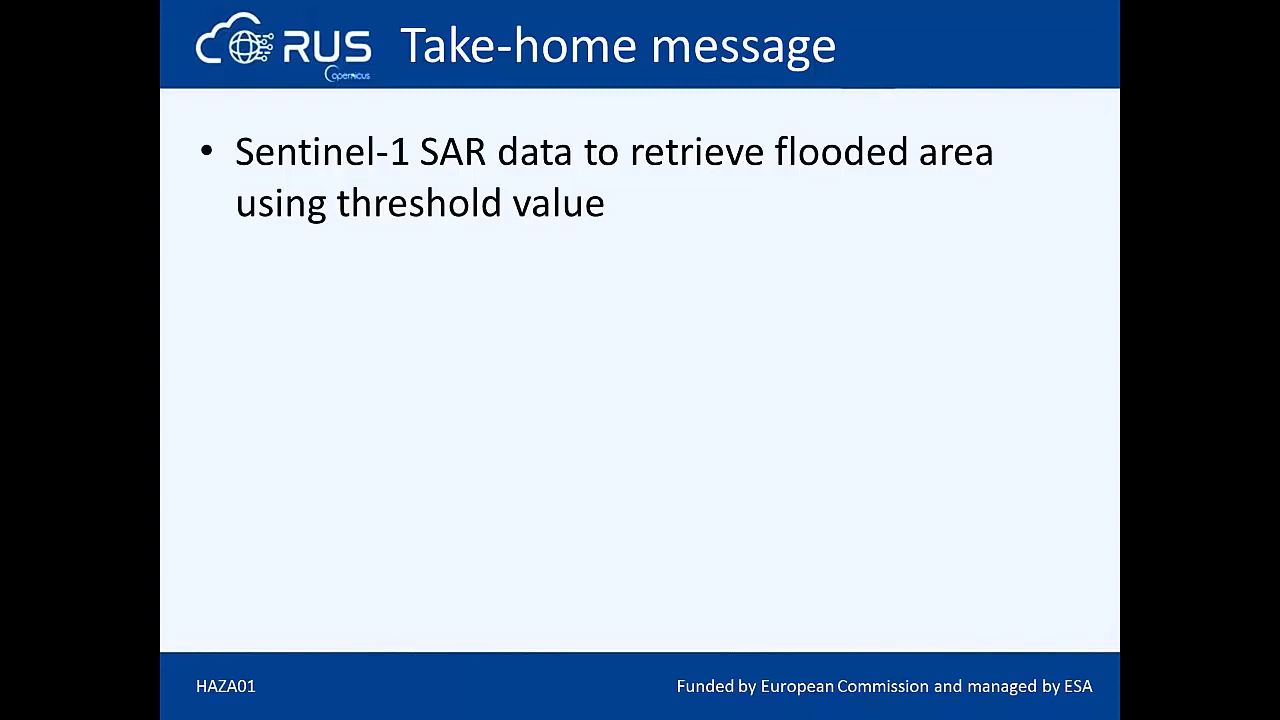 RUS
Copernicus
Take-home message
• Sentinel-1 SAR data to retrieve flooded area
using threshold value
HAZA01
Funded by European Commission and managed by ESA